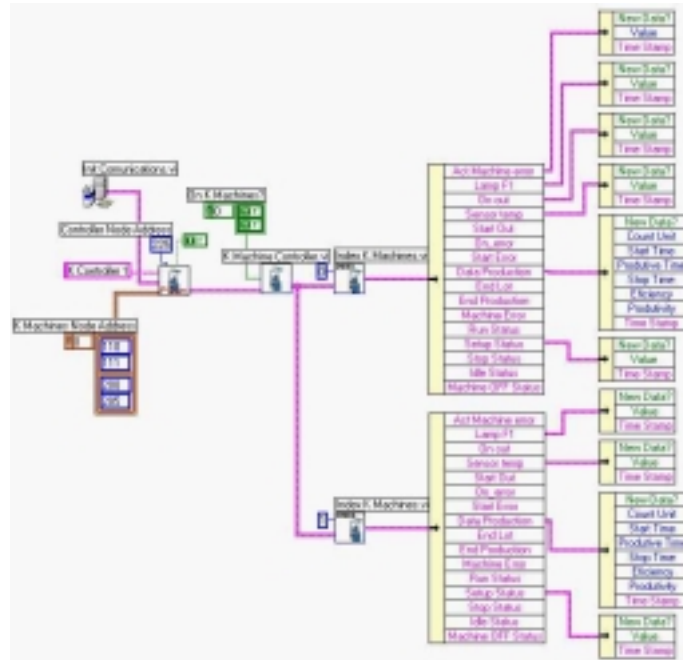 New Data?
Value
Time Stamp
New Data?
Value
Time Stamp
New Data?
Value
Time Stamp
New Data?
Value
Time Stamp
New Data?
Count Unit
Start Time
Produtive Time
Stop Time
Eficiency
Produtivity
Time Stamp
New Data?
Value
Time Stamp
Init Comunications.vi
On K Machines?
Controller Node Address
K Machine Controller.vi
Index K Machines.vi
K Controller 1
K Machines Node Address
Act Machine error
Lamp F1
On out
Sensor temp
Start Out
On_error
Start Error
Data Production
End Lot
End Production
Machine Error
Run Status
Setup Status
Stop Status
Idle Status
Machine OFF Status
Index K Machines.vi
Act Machine error
Lamp F1
On out
Sensor temp
Start Out
On_error
Start Error
Data Production
End Lot
End Production
Machine Error
Run Status
Setup Status
Stop Status
Idle Status
Machine OFF Status
New Data?
Value
Time Stamp
New Data?
Value
Time Stamp
New Data?
Count Unit
Start Time
Produtive Time
Stop Time
Eficiency
Produtivity
Time Stamp
New Data?
Value
Time Stamp